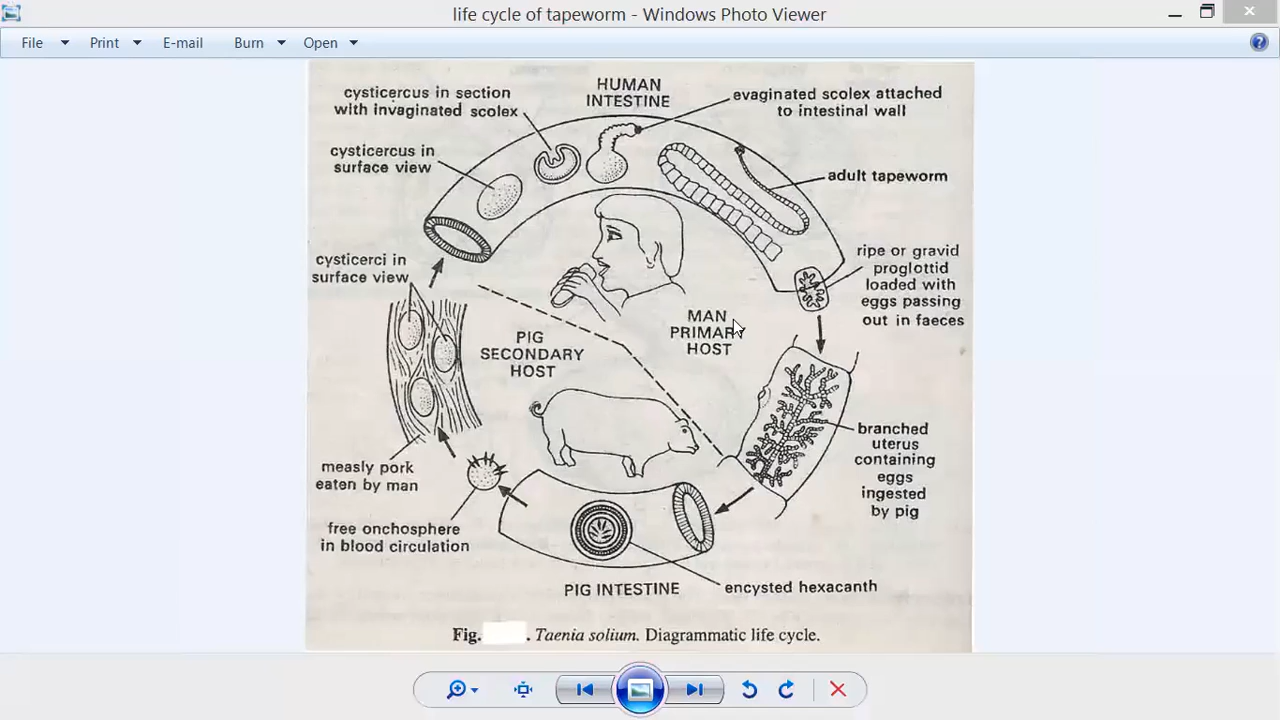 life cycle of tapeworm - Windows Photo Viewer
File Print E-mail Burn Open
HUMAN
INTESTINE
cysticercus in section
with invaginated scolex
evaginated scolex attached
to intestinal wall
cysticercus in
surface view
adult tapeworm
cysticerci in
surface view
ripe or gravid
proglottid
loaded with
eggs passing
out in faeces
MAN
PRIMARY
HOST
PIG
SECONDARY
HOST
branched
uterus
containing
eggs
ingested
by pig
measly pork
eaten by man
free onchosphere
in blood circulation
PIG INTESTINE
encysted hexacanth
Fig. . Taenia solium. Diagrammatic life cycle.